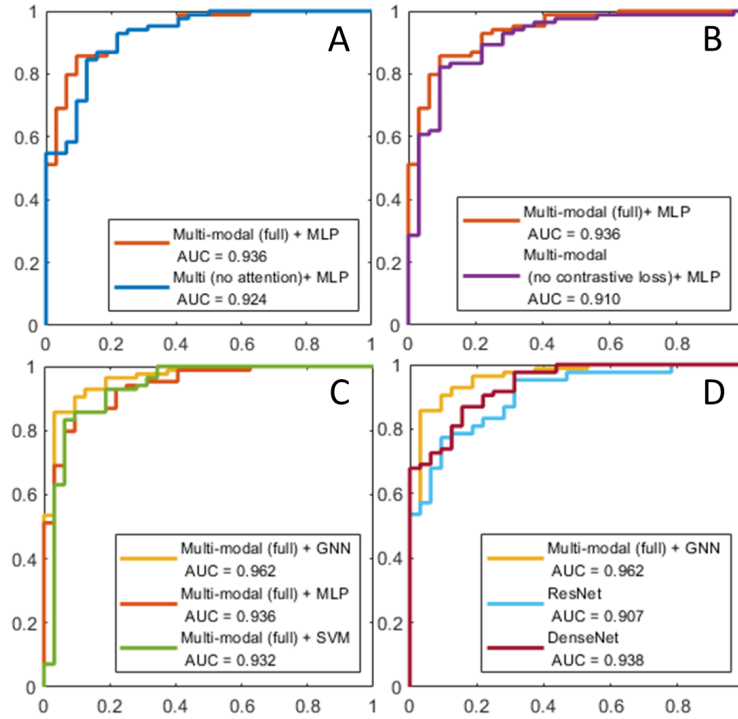 A
1
0.8
0.6
0.4
0.2
0
0
0.2
0.4
0.6
0.8
1
Multi-modal (full) + MLP
AUC = 0.936
Multi (no attention)+ MLP
AUC = 0.924
B
1
0.8
0.6
0.4
0.2
0
0
0.2
0.4
0.6
0.8
Multi-modal (full)+ MLP
AUC = 0.936
Multi-modal
(no contrastive loss)+ MLP
AUC = 0.910
C
1
0.8
0.6
0.4
0.2
0
0
0.2
0.4
0.6
0.8
1
Multi-modal (full) + GNN
AUC = 0.962
Multi-modal (full) + MLP
AUC = 0.936
Multi-modal (full) + SVM
AUC = 0.932
D
1
0.8
0.6
0.4
0.2
0
0
0.2
0.4
0.6
0.8
Multi-modal (full) + GNN
AUC = 0.962
ResNet
AUC = 0.907
DenseNet
AUC = 0.938